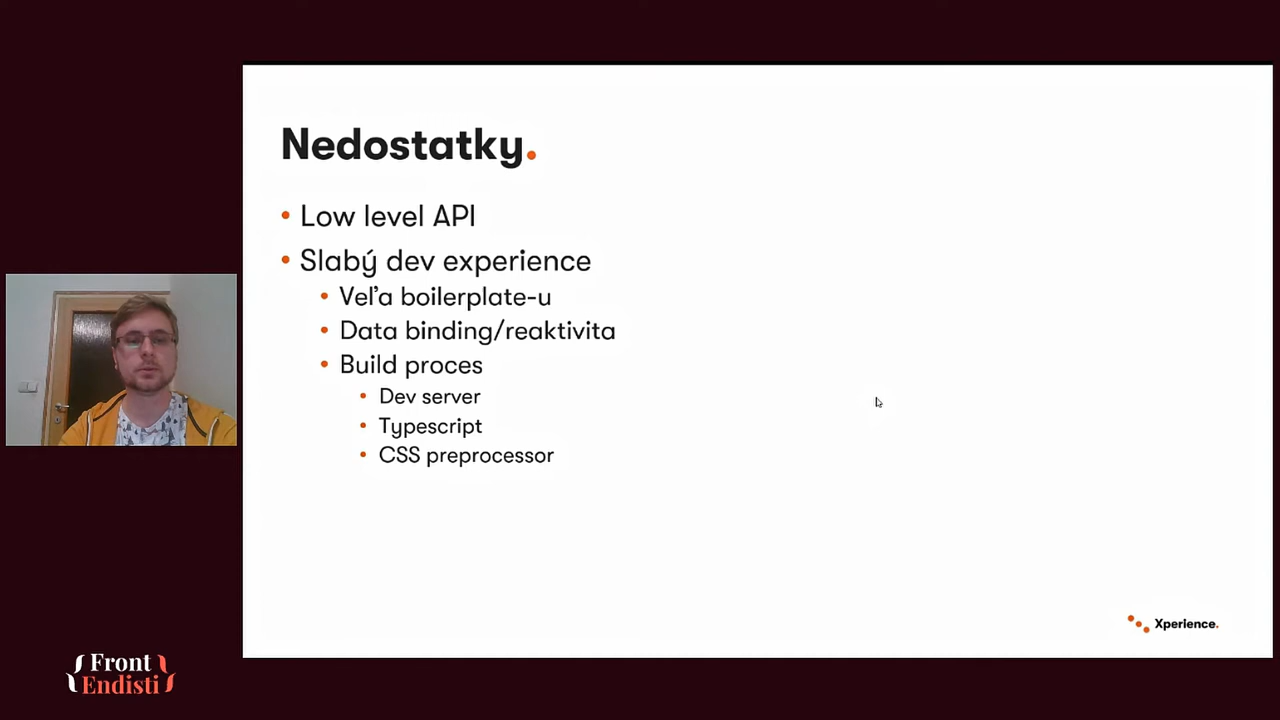 Nedostatky.
• Low level API
• Slabý dev experience
• Veľa boilerplate-u
• Data binding/reaktivita
• Build proces
• Dev server
• Typescript
• CSS preprocessor
Xperience.
{Front
Endisti}